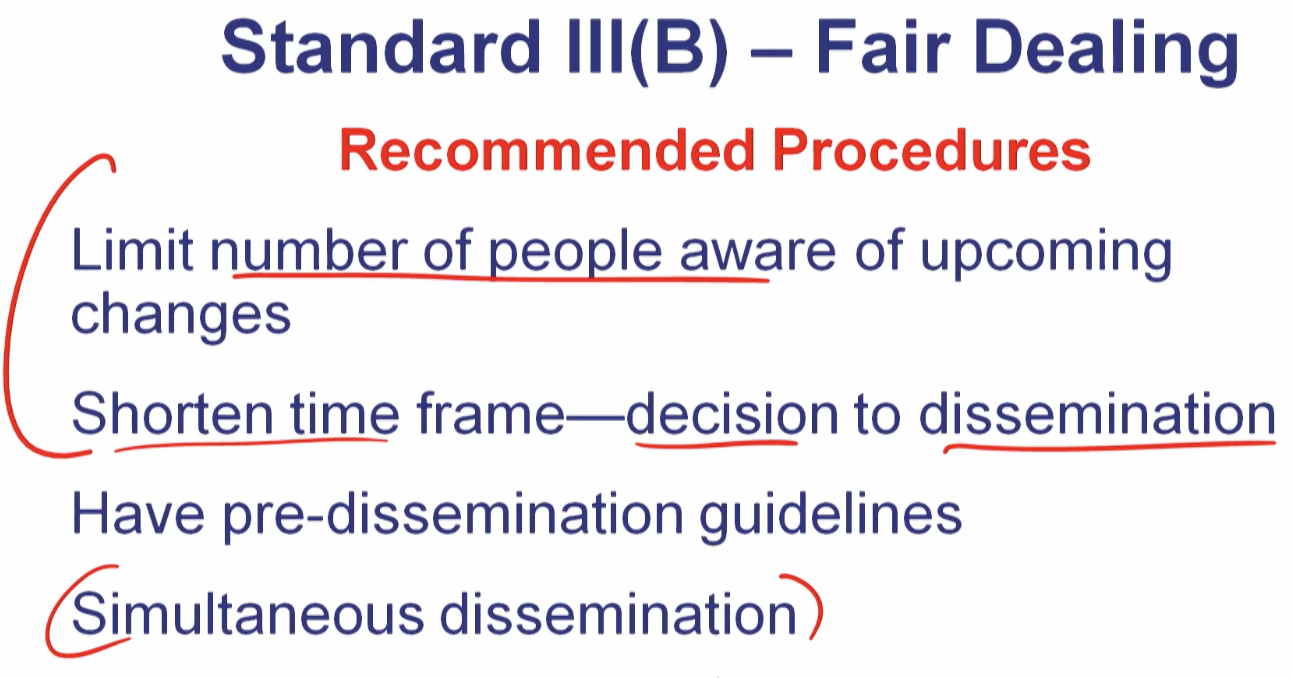 Standard III(B) – Fair Dealing
Recommended Procedures
Limit number of people aware of upcoming
changes
Shorten time frame—decision to dissemination
Have pre-dissemination guidelines
Simultaneous dissemination